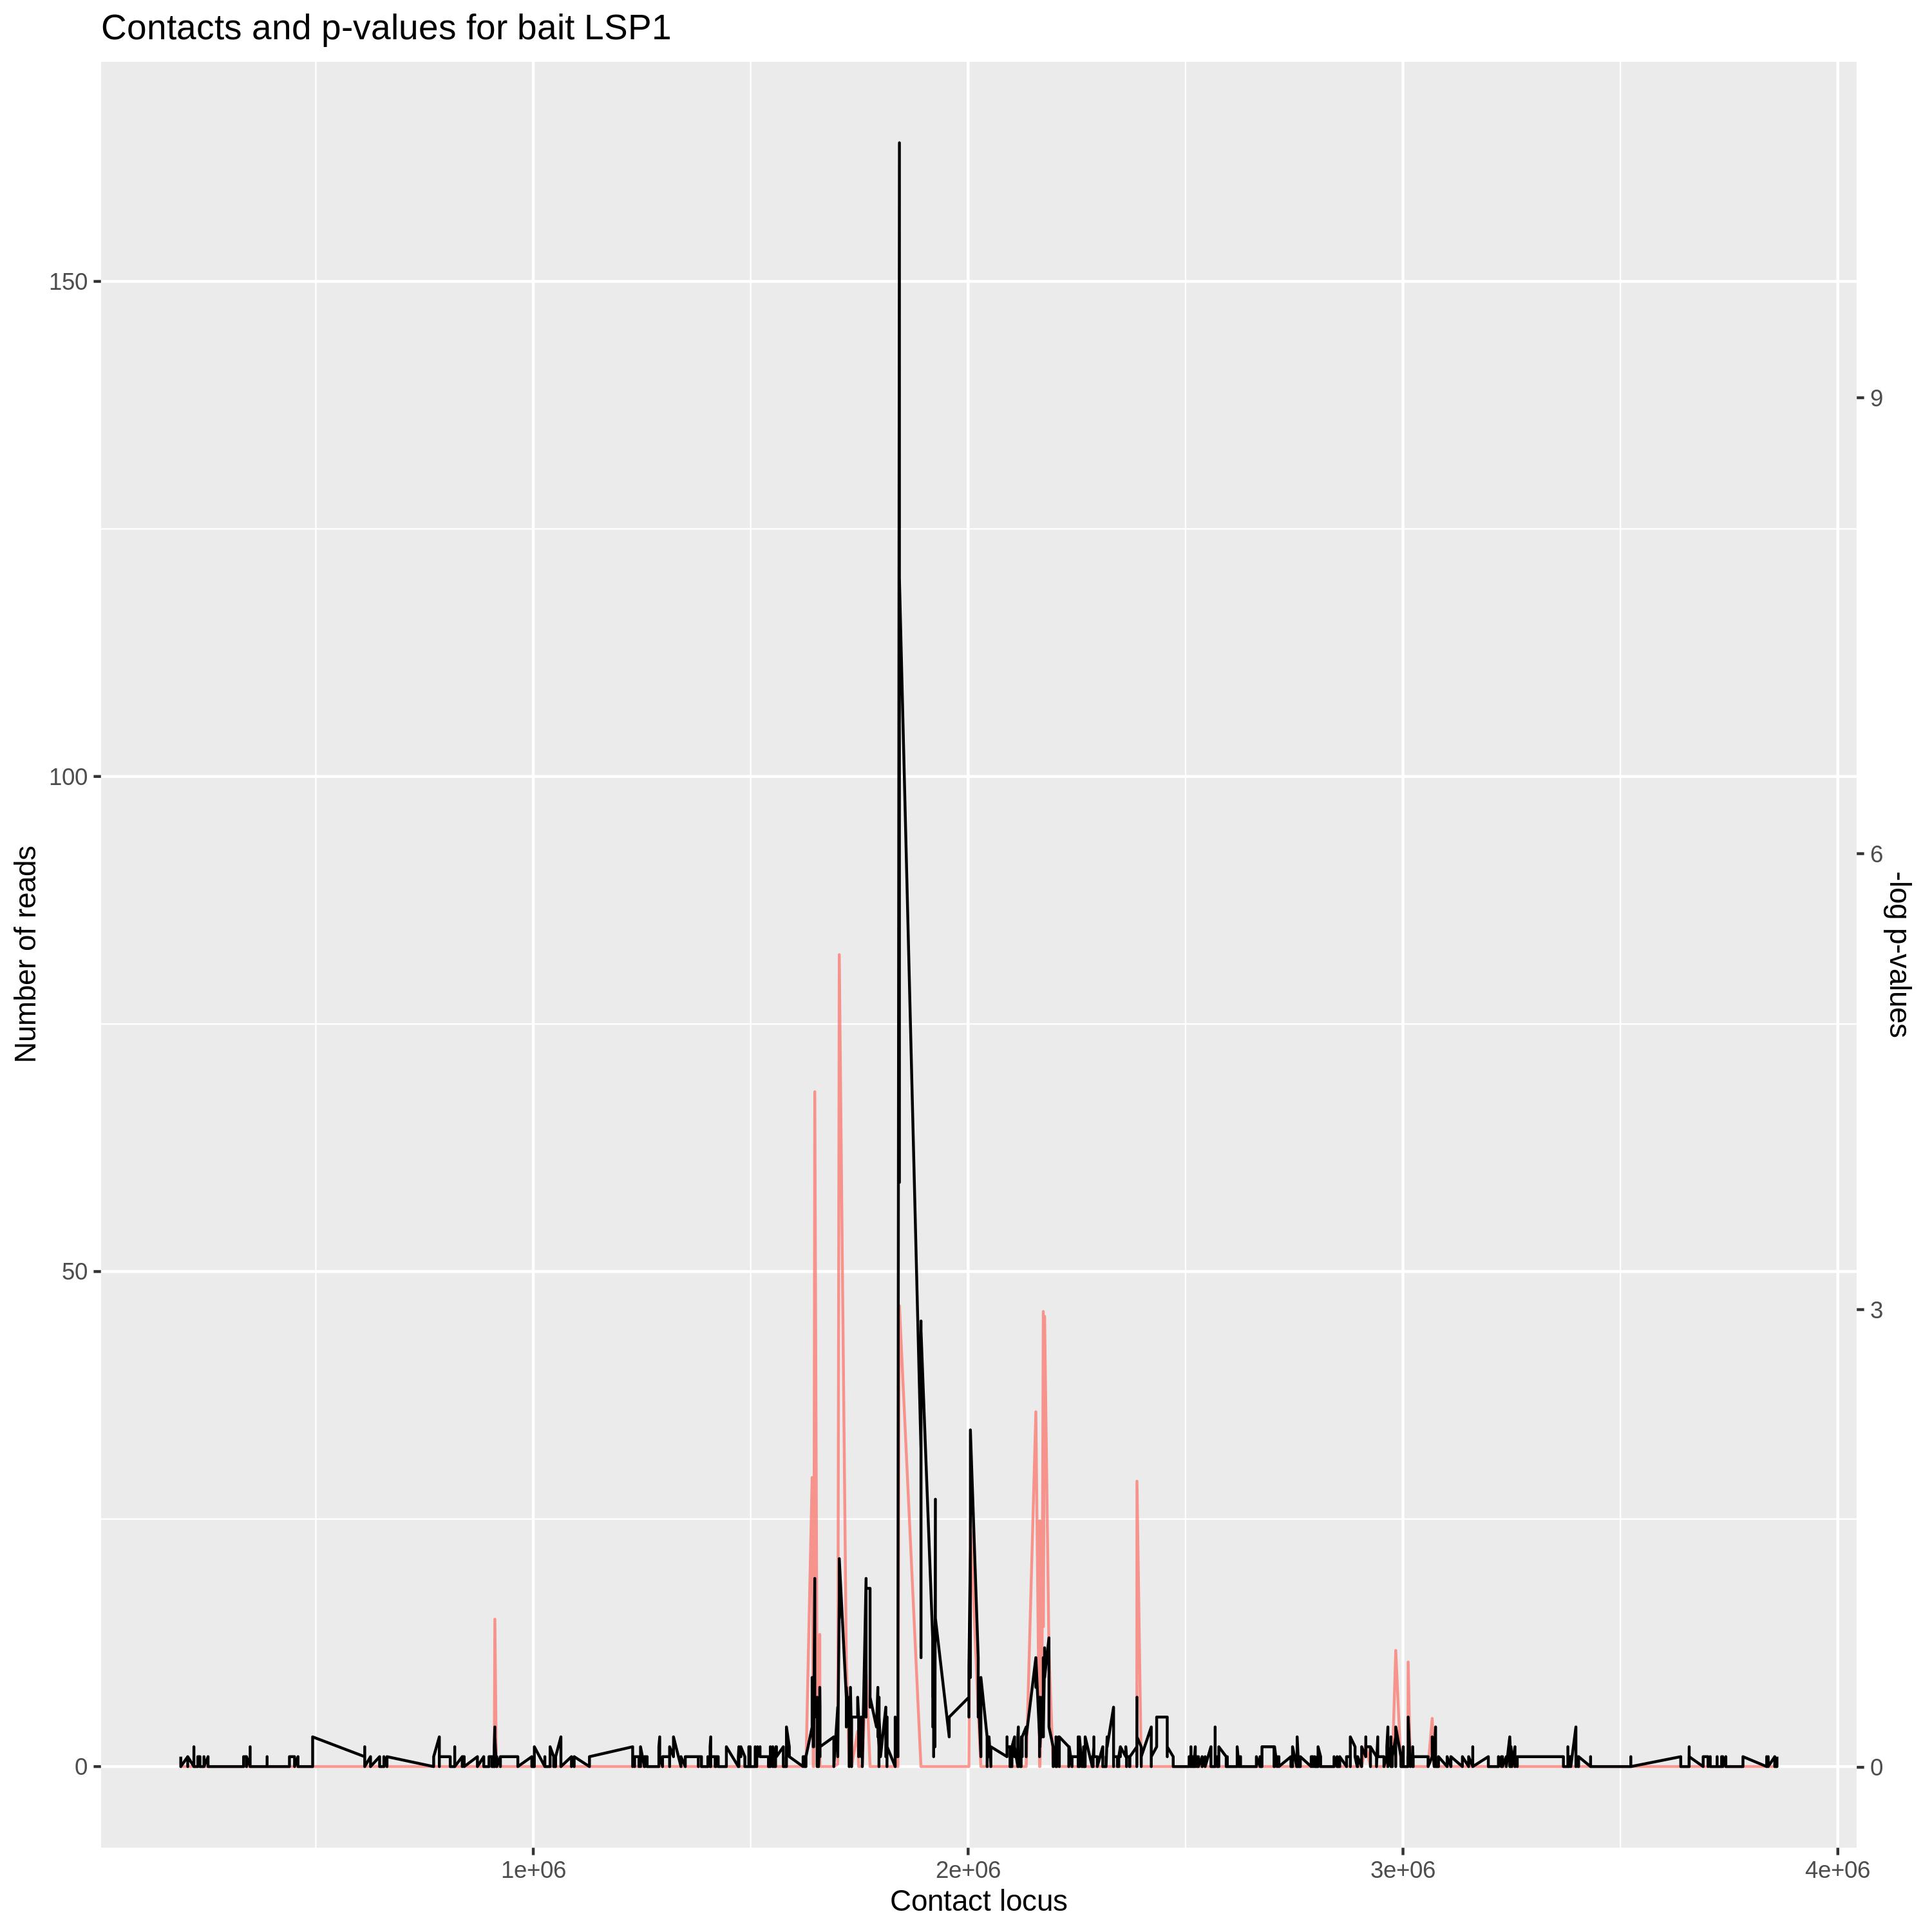 Contacts and p-values for bait LSP1
150
100
50
0
Number of reads
9
6
3
0
-log p-values
1e+06
2e+06
3e+06
4e+06
Contact locus